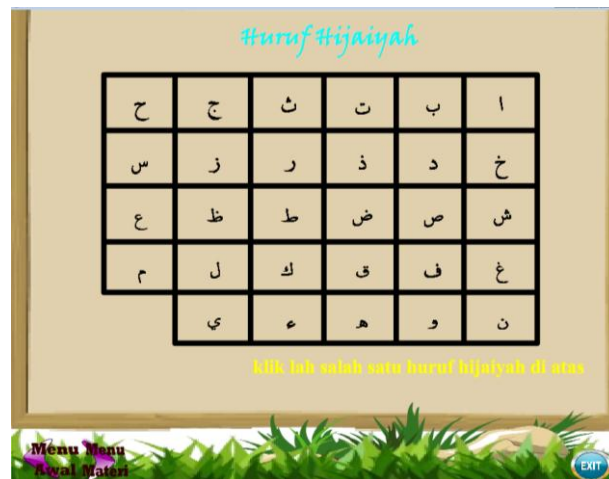 Huruf Hijaiyah
ا ب ت ث ج ح
خ د ذ ر ز س
ش ص ض ط ظ ع
غ ف ق ك ل م
ن و ه ء ي
klik lah salah satu huruf hijaiyah di atas
Menu Menu
Awal Materi
EXIT